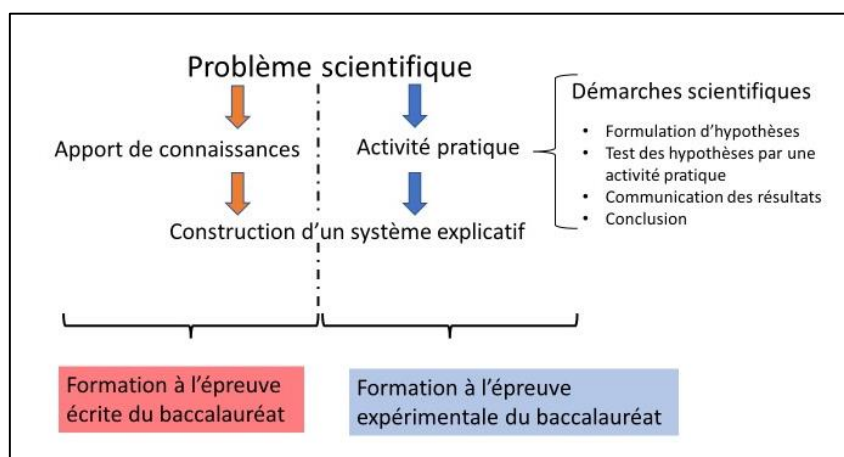 Problème scientifique
Apport de connaissances
Activité pratique
Construction d'un système explicatif
Démarches scientifiques
• Formulation d'hypothèses
• Test des hypothèses par une
activité pratique
• Communication des résultats
• Conclusion
Formation à l'épreuve
écrite du baccalauréat
Formation à l'épreuve
expérimentale du baccalauréat